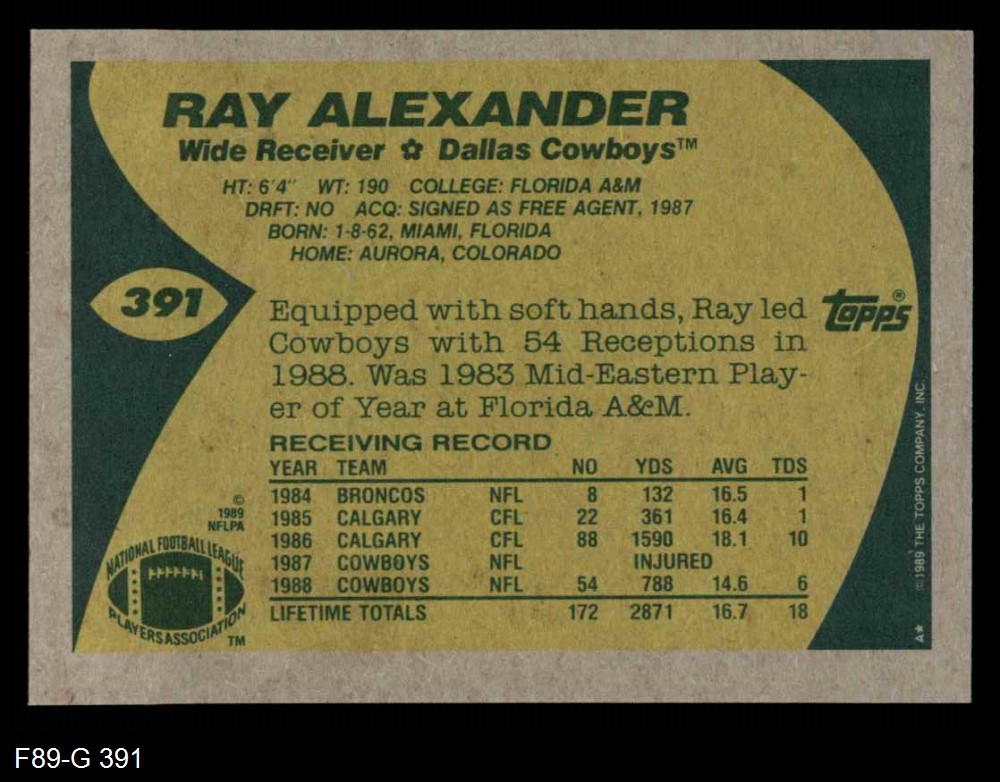 RAY ALEXANDER
Wide Receiver ✿ Dallas Cowboys™
HT: 6'4" WT: 190 COLLEGE: FLORIDA A&M
DRFT: NO ACQ: SIGNED AS FREE AGENT, 1987
BORN: 1-8-62, MIAMI, FLORIDA
HOME: AURORA, COLORADO
391
Equipped with soft hands, Ray led
Cowboys with 54 Receptions in
1988. Was 1983 Mid-Eastern Play-
er of Year at Florida A&M.
topps®
RECEIVING RECORD
YEAR TEAM NO YDS AVG TDS
1984 BRONCOS NFL 8 132 16.5 1
1985 CALGARY CFL 22 361 16.4 1
1986 CALGARY CFL 88 1590 18.1 10
1987 COWBOYS NFL INJURED
1988 COWBOYS NFL 54 788 14.6 6
LIFETIME TOTALS 172 2871 16.7 18
©
1989
NFLPA
NATIONAL FOOTBALL LEAGUE
PLAYERS ASSOCIATION
TM
A★ ©1989 THE TOPPS COMPANY, INC.
F89-G 391